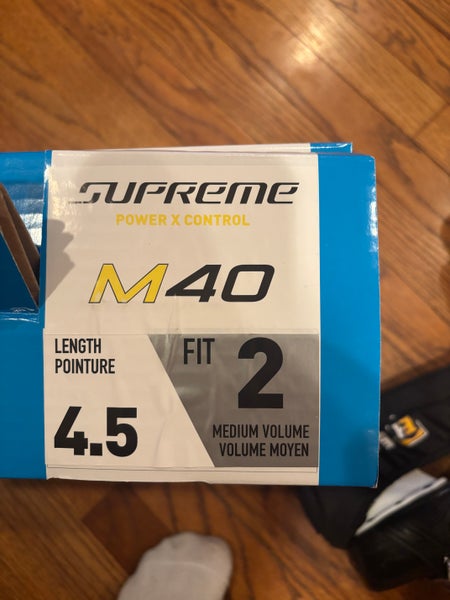 SUPREME
POWER X CONTROL
M40
LENGTH
POINTURE
4.5
FIT 2
MEDIUM VOLUME
VOLUME MOYEN